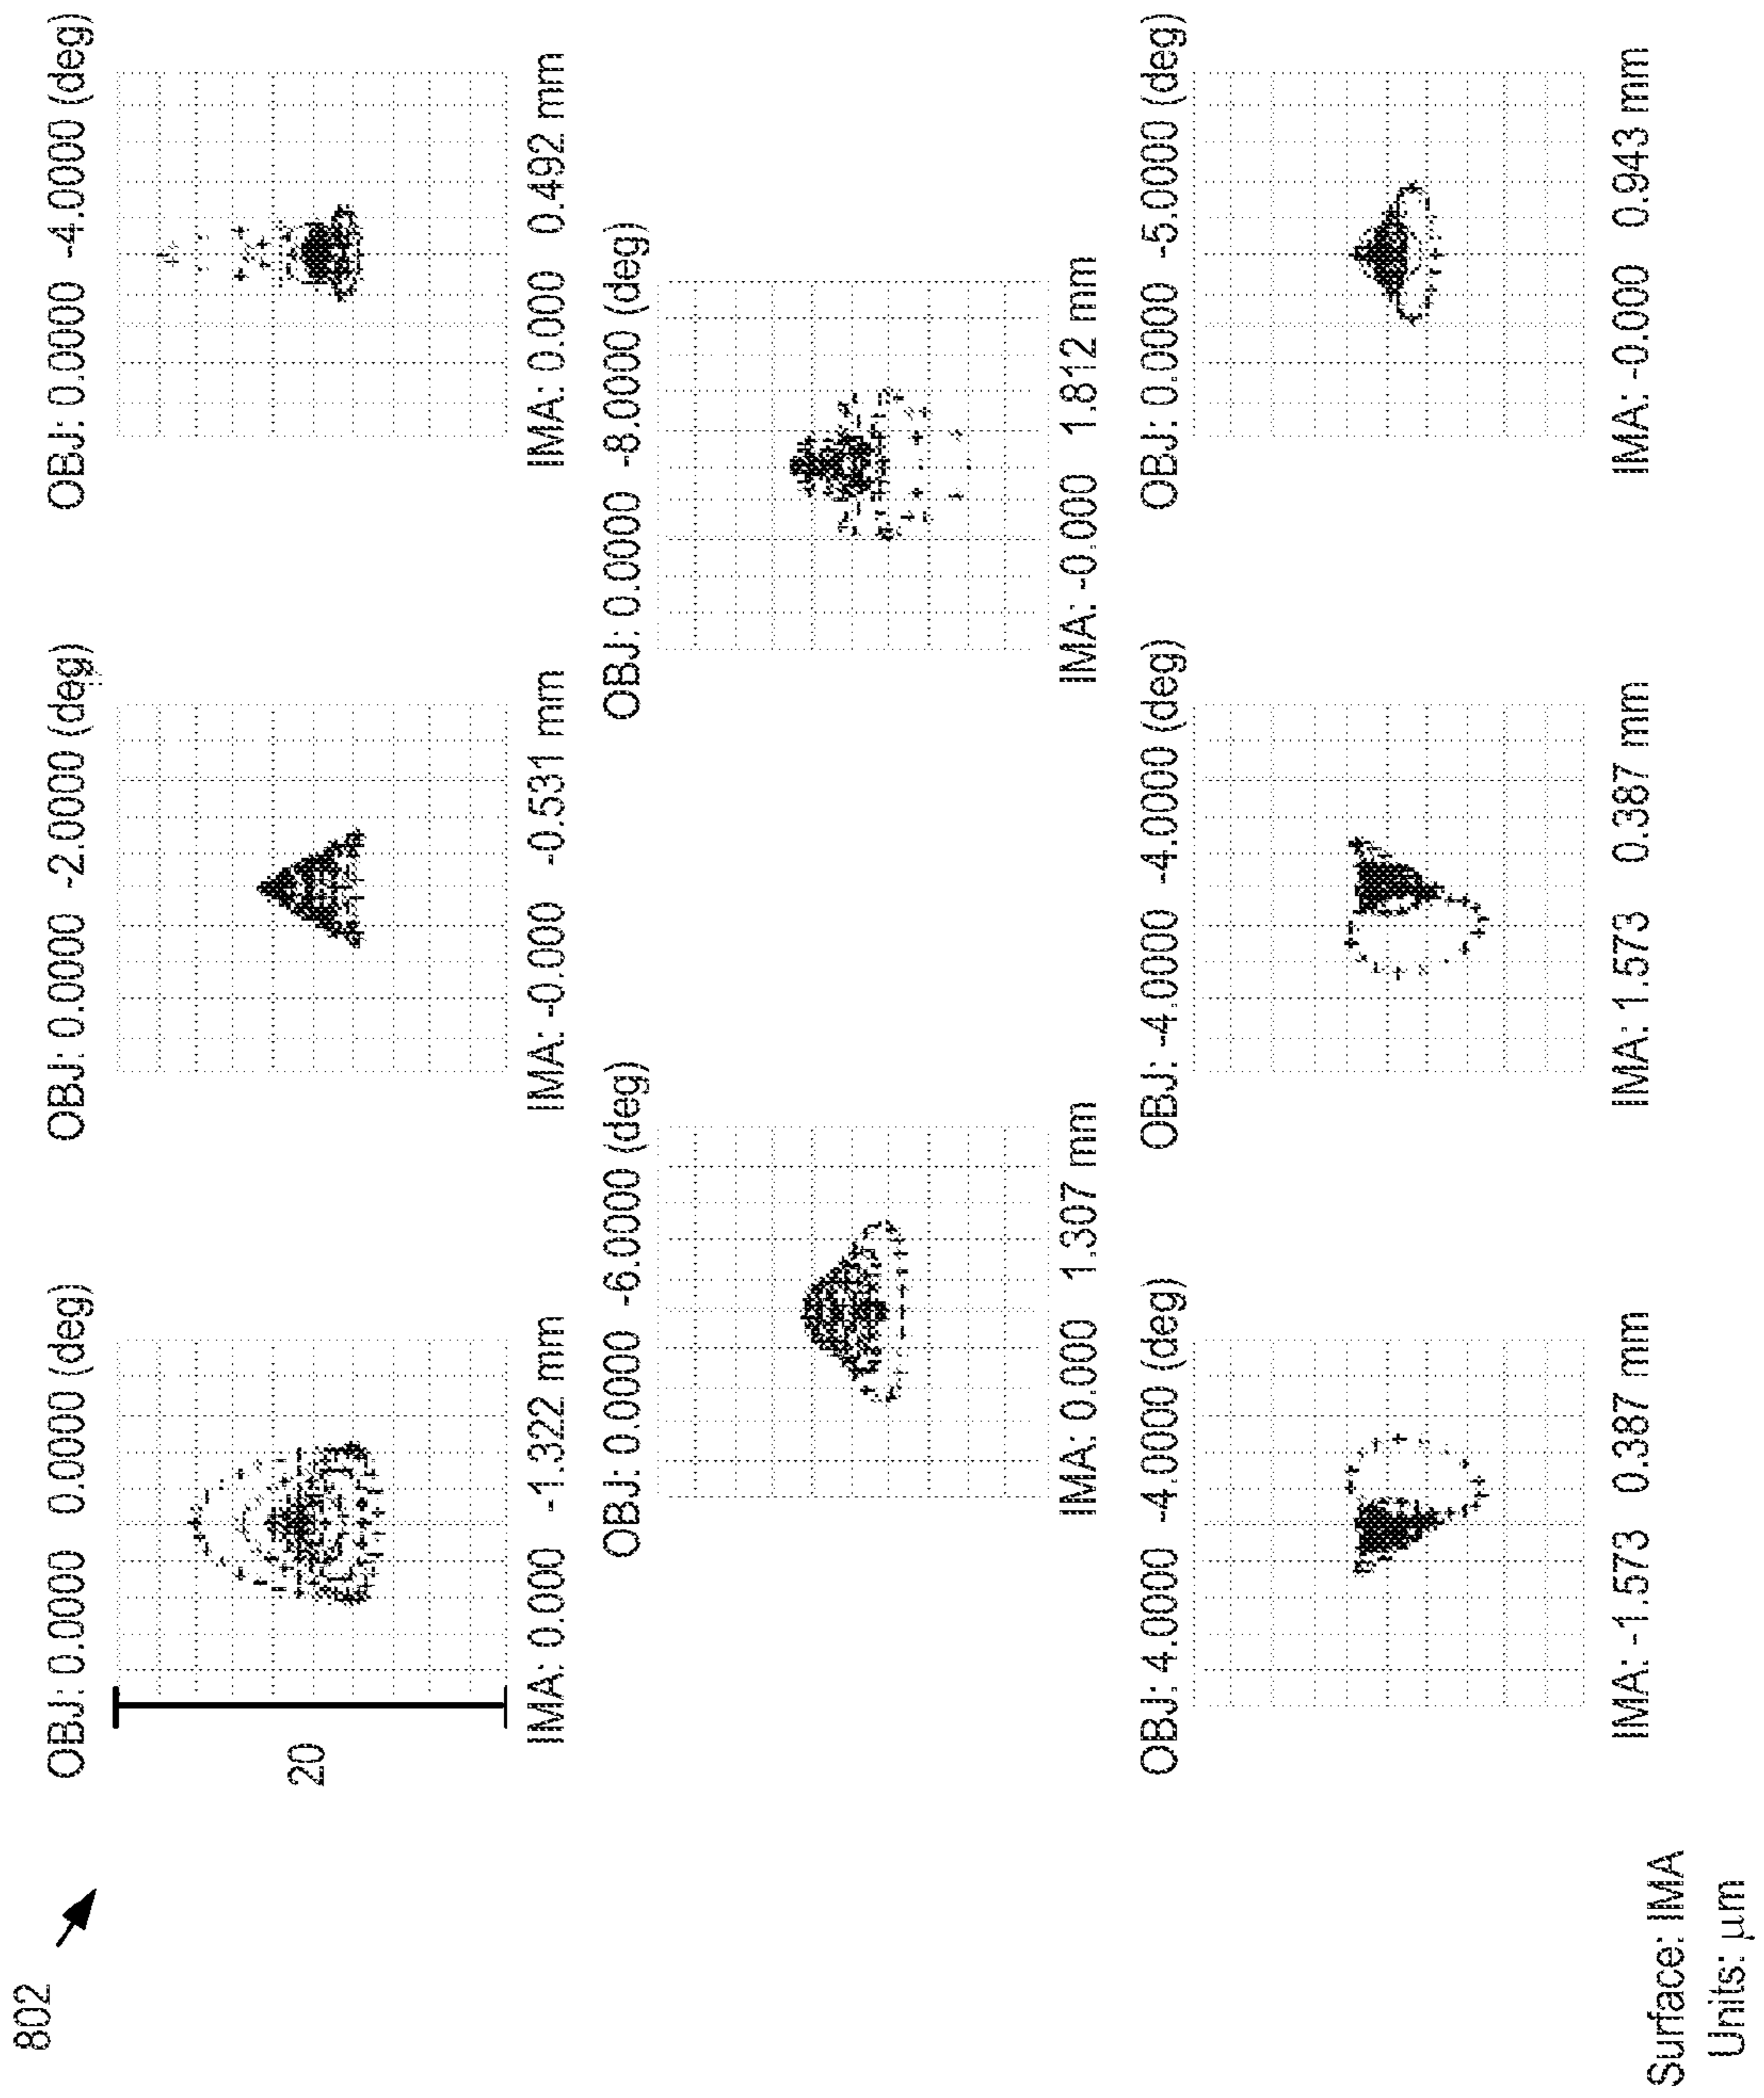 802
OBJ: 0.0000 0.0000 (deg)
20
IMA: 0.000 -1.322 mm
OBJ: 0.0000 -2.0000 (deg)
IMA: -0.000 -0.531 mm
OBJ: 0.0000 -4.0000 (deg)
IMA: 0.000 0.492 mm
OBJ: 0.0000 -6.0000 (deg)
IMA: 0.000 1.307 mm
OBJ: 0.0000 -8.0000 (deg)
IMA: -0.000 1.812 mm
OBJ: 4.0000 -4.0000 (deg)
IMA: -1.573 0.387 mm
OBJ: -4.0000 -4.0000 (deg)
IMA: 1.573 0.387 mm
OBJ: 0.0000 -5.0000 (deg)
IMA: -0.000 0.943 mm
Surface: IMA
Units: µm